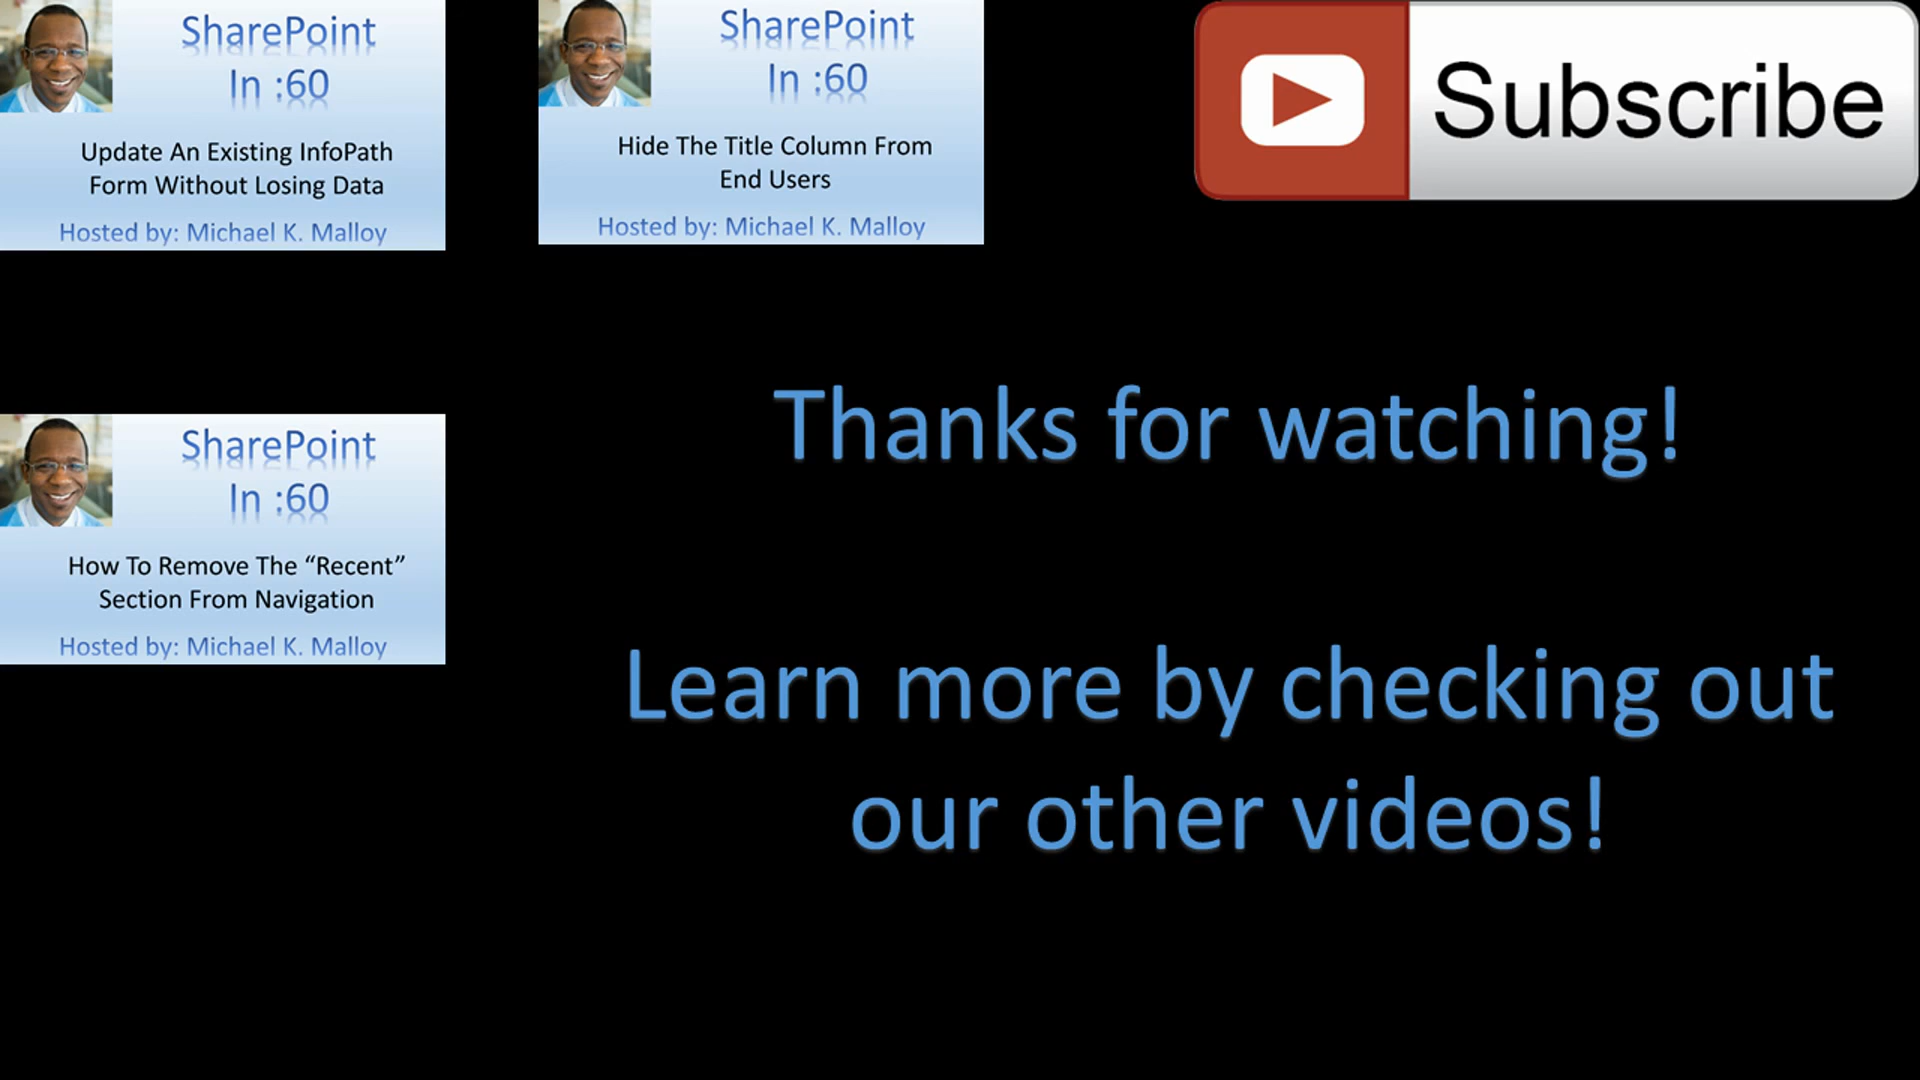 SharePoint
In :60
Update An Existing InfoPath
Form Without Losing Data
Hosted by: Michael K. Malloy
SharePoint
In :60
Hide The Title Column From
End Users
Hosted by: Michael K. Malloy
Subscribe
SharePoint
In :60
How To Remove The “Recent”
Section From Navigation
Hosted by: Michael K. Malloy
Thanks for watching!
Learn more by checking out
our other videos!